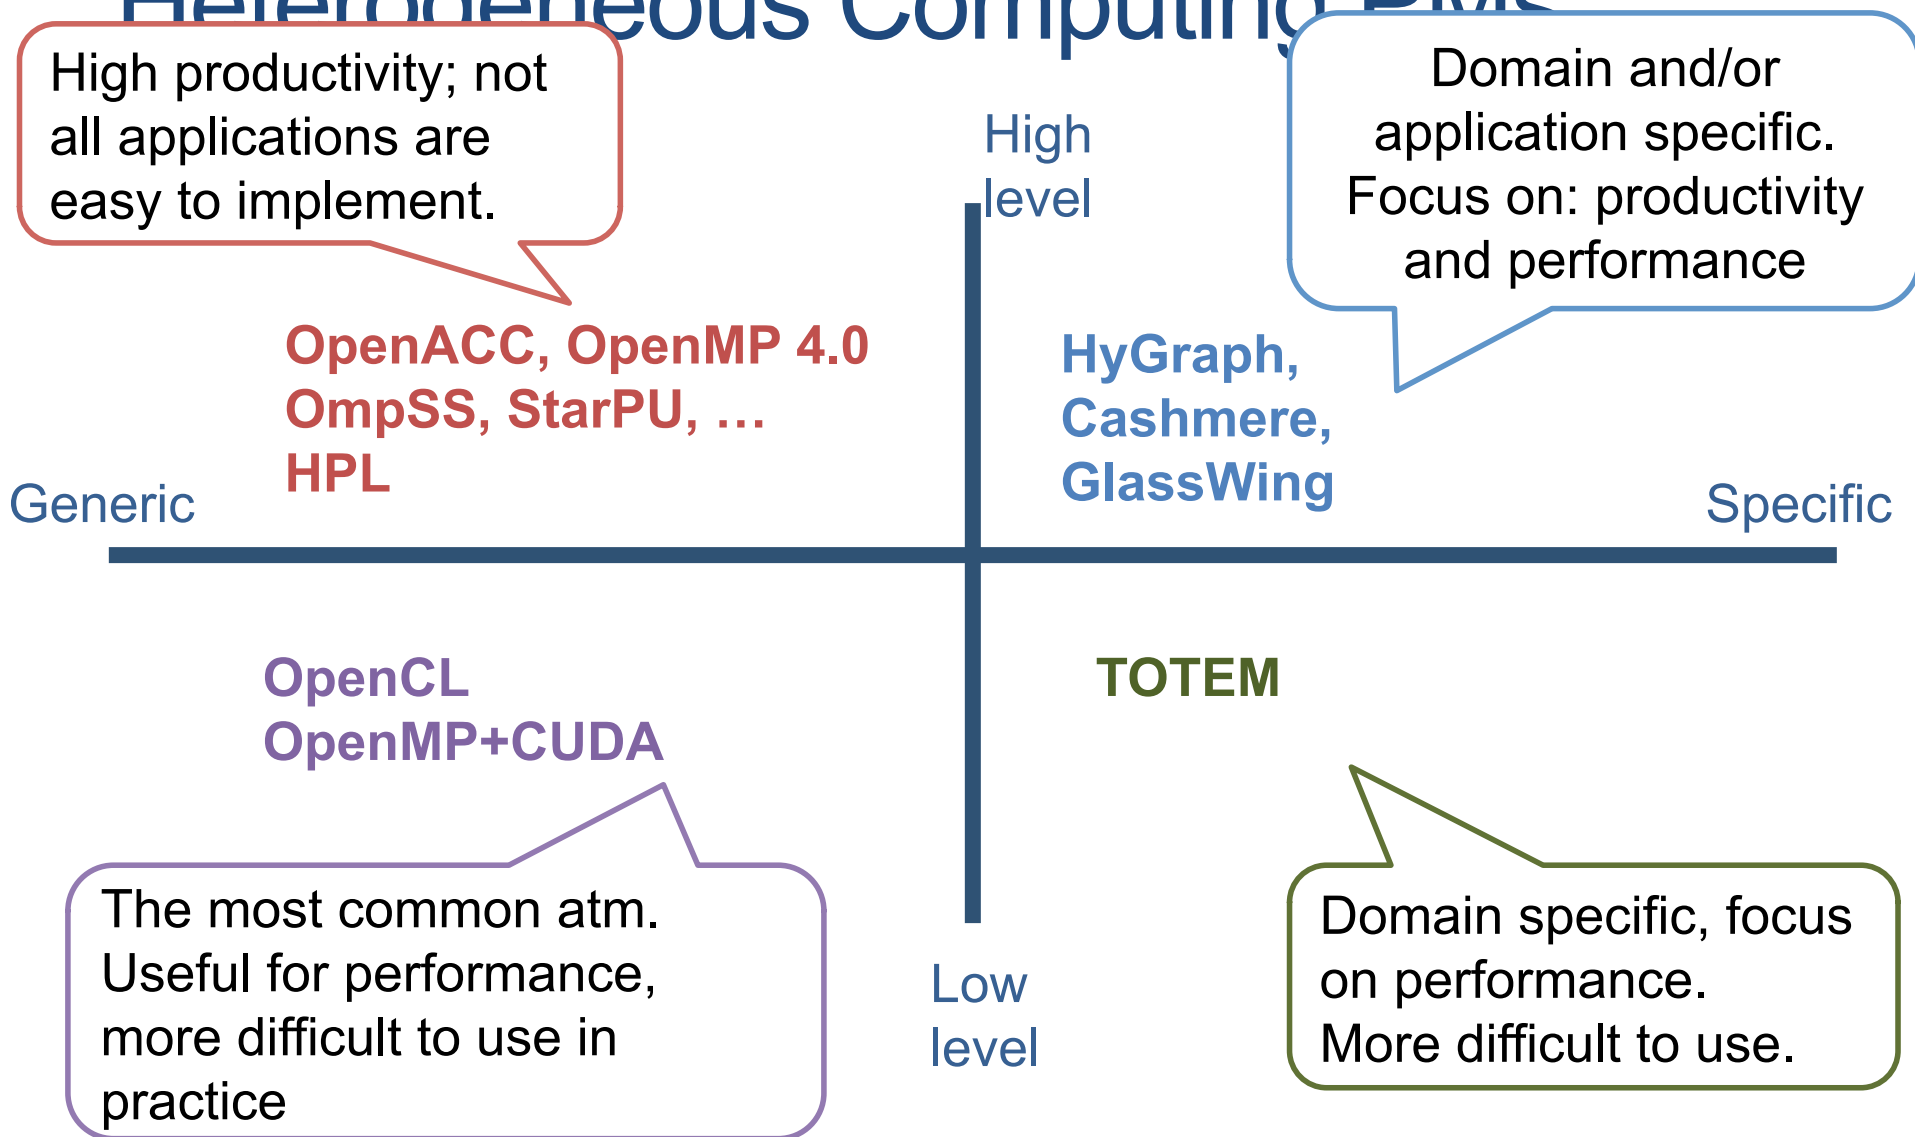 Heterogeneous Computing PMs
High productivity; not
all applications are
easy to implement.
Domain and/or
application specific.
Focus on: productivity
and performance
High
level
OpenACC, OpenMP 4.0
OmpSS, StarPU, …
HPL
HyGraph,
Cashmere,
GlassWing
Generic
Specific
OpenCL
OpenMP+CUDA
TOTEM
The most common atm.
Useful for performance,
more difficult to use in
practice
Low
level
Domain specific, focus
on performance.
More difficult to use.